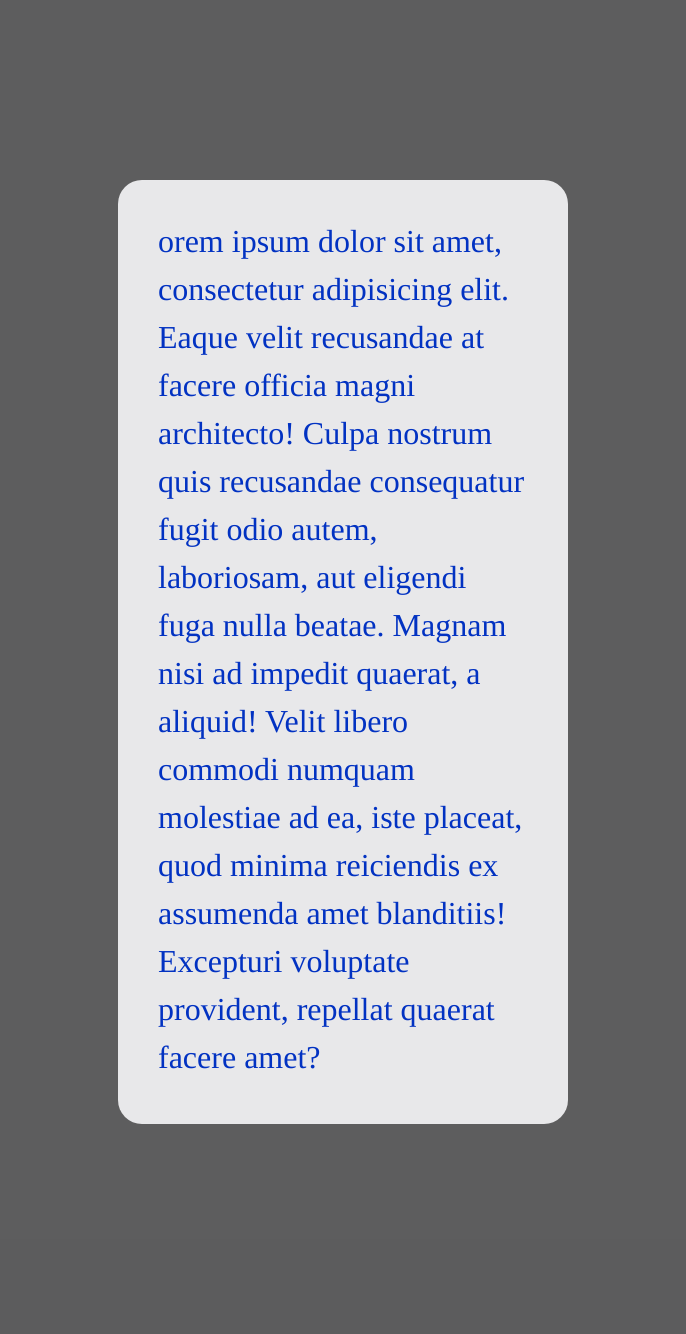 orem ipsum dolor sit amet,
consectetur adipisicing elit.
Eaque velit recusandae at
facere officia magni
architecto! Culpa nostrum
quis recusandae consequatur
fugit odio autem,
laboriosam, aut eligendi
fuga nulla beatae. Magnam
nisi ad impedit quaerat, a
aliquid! Velit libero
commodi numquam
molestiae ad ea, iste placeat,
quod minima reiciendis ex
assumenda amet blanditiis!
Excepturi voluptate
provident, repellat quaerat
facere amet?